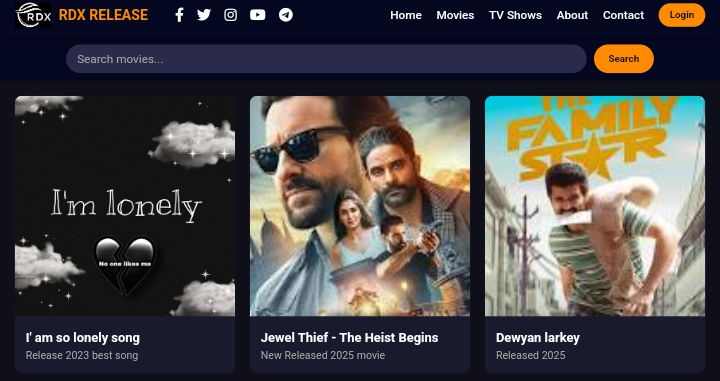 RDX
RDX RELEASE
Home
Movies
TV Shows
About
Contact
Login
Search movies...
Search
I'm lonely
No one likes me
THE
FAMILY
STAR
I' am so lonely song
Release 2023 best song
Jewel Thief - The Heist Begins
New Released 2025 movie
Dewyan larkey
Released 2025